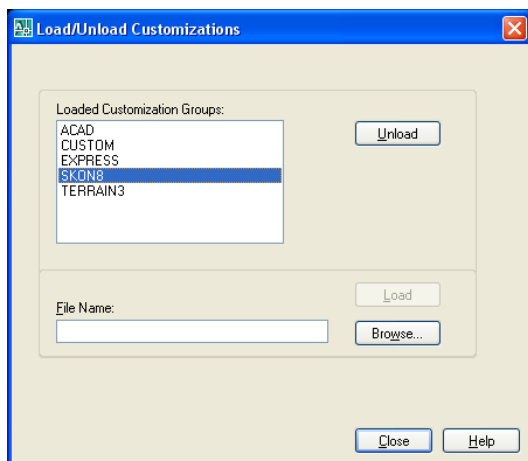 Load/Unload Customizations
Loaded Customization Groups:
ACAD
CUSTOM
EXPRESS
SKON8
TERRAIN3
Unload
Load
File Name:
Browse...
Close
Help